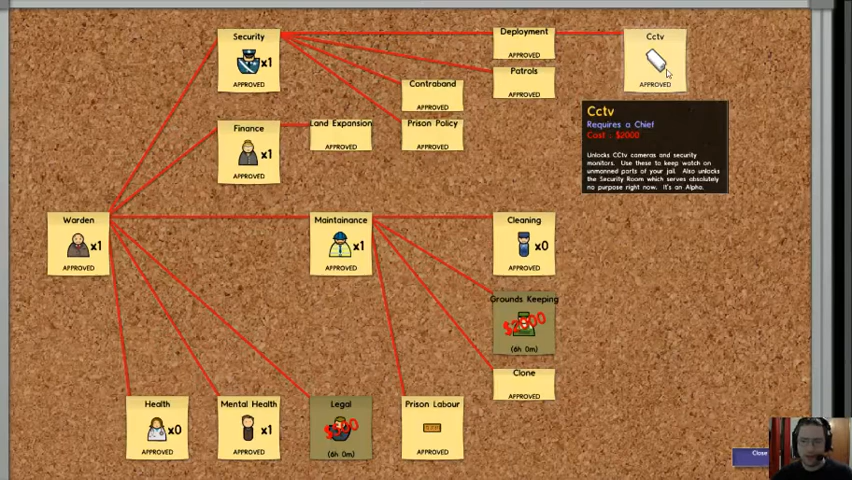 Security
x1
APPROVED
Deployment
APPROVED
Cctv
APPROVED
Patrols
APPROVED
Contraband
APPROVED
Finance
x1
APPROVED
Land Expansion
APPROVED
Prison Policy
APPROVED
Cctv
Requires a Chief
Cost : $2000
Unlocks CCtv cameras and security
monitors. Use these to keep watch on
unmanned parts of your jail. Also unlocks
the Security Room which serves absolutely
no purpose right now. It's an Alpha.
Warden
x1
APPROVED
Maintainance
x1
APPROVED
Cleaning
x0
APPROVED
Grounds Keeping
$2000
(6h 0m)
Clone
APPROVED
Health
x0
APPROVED
Mental Health
x1
APPROVED
Legal
(6h 0m)
Prison Labour
APPROVED
Close